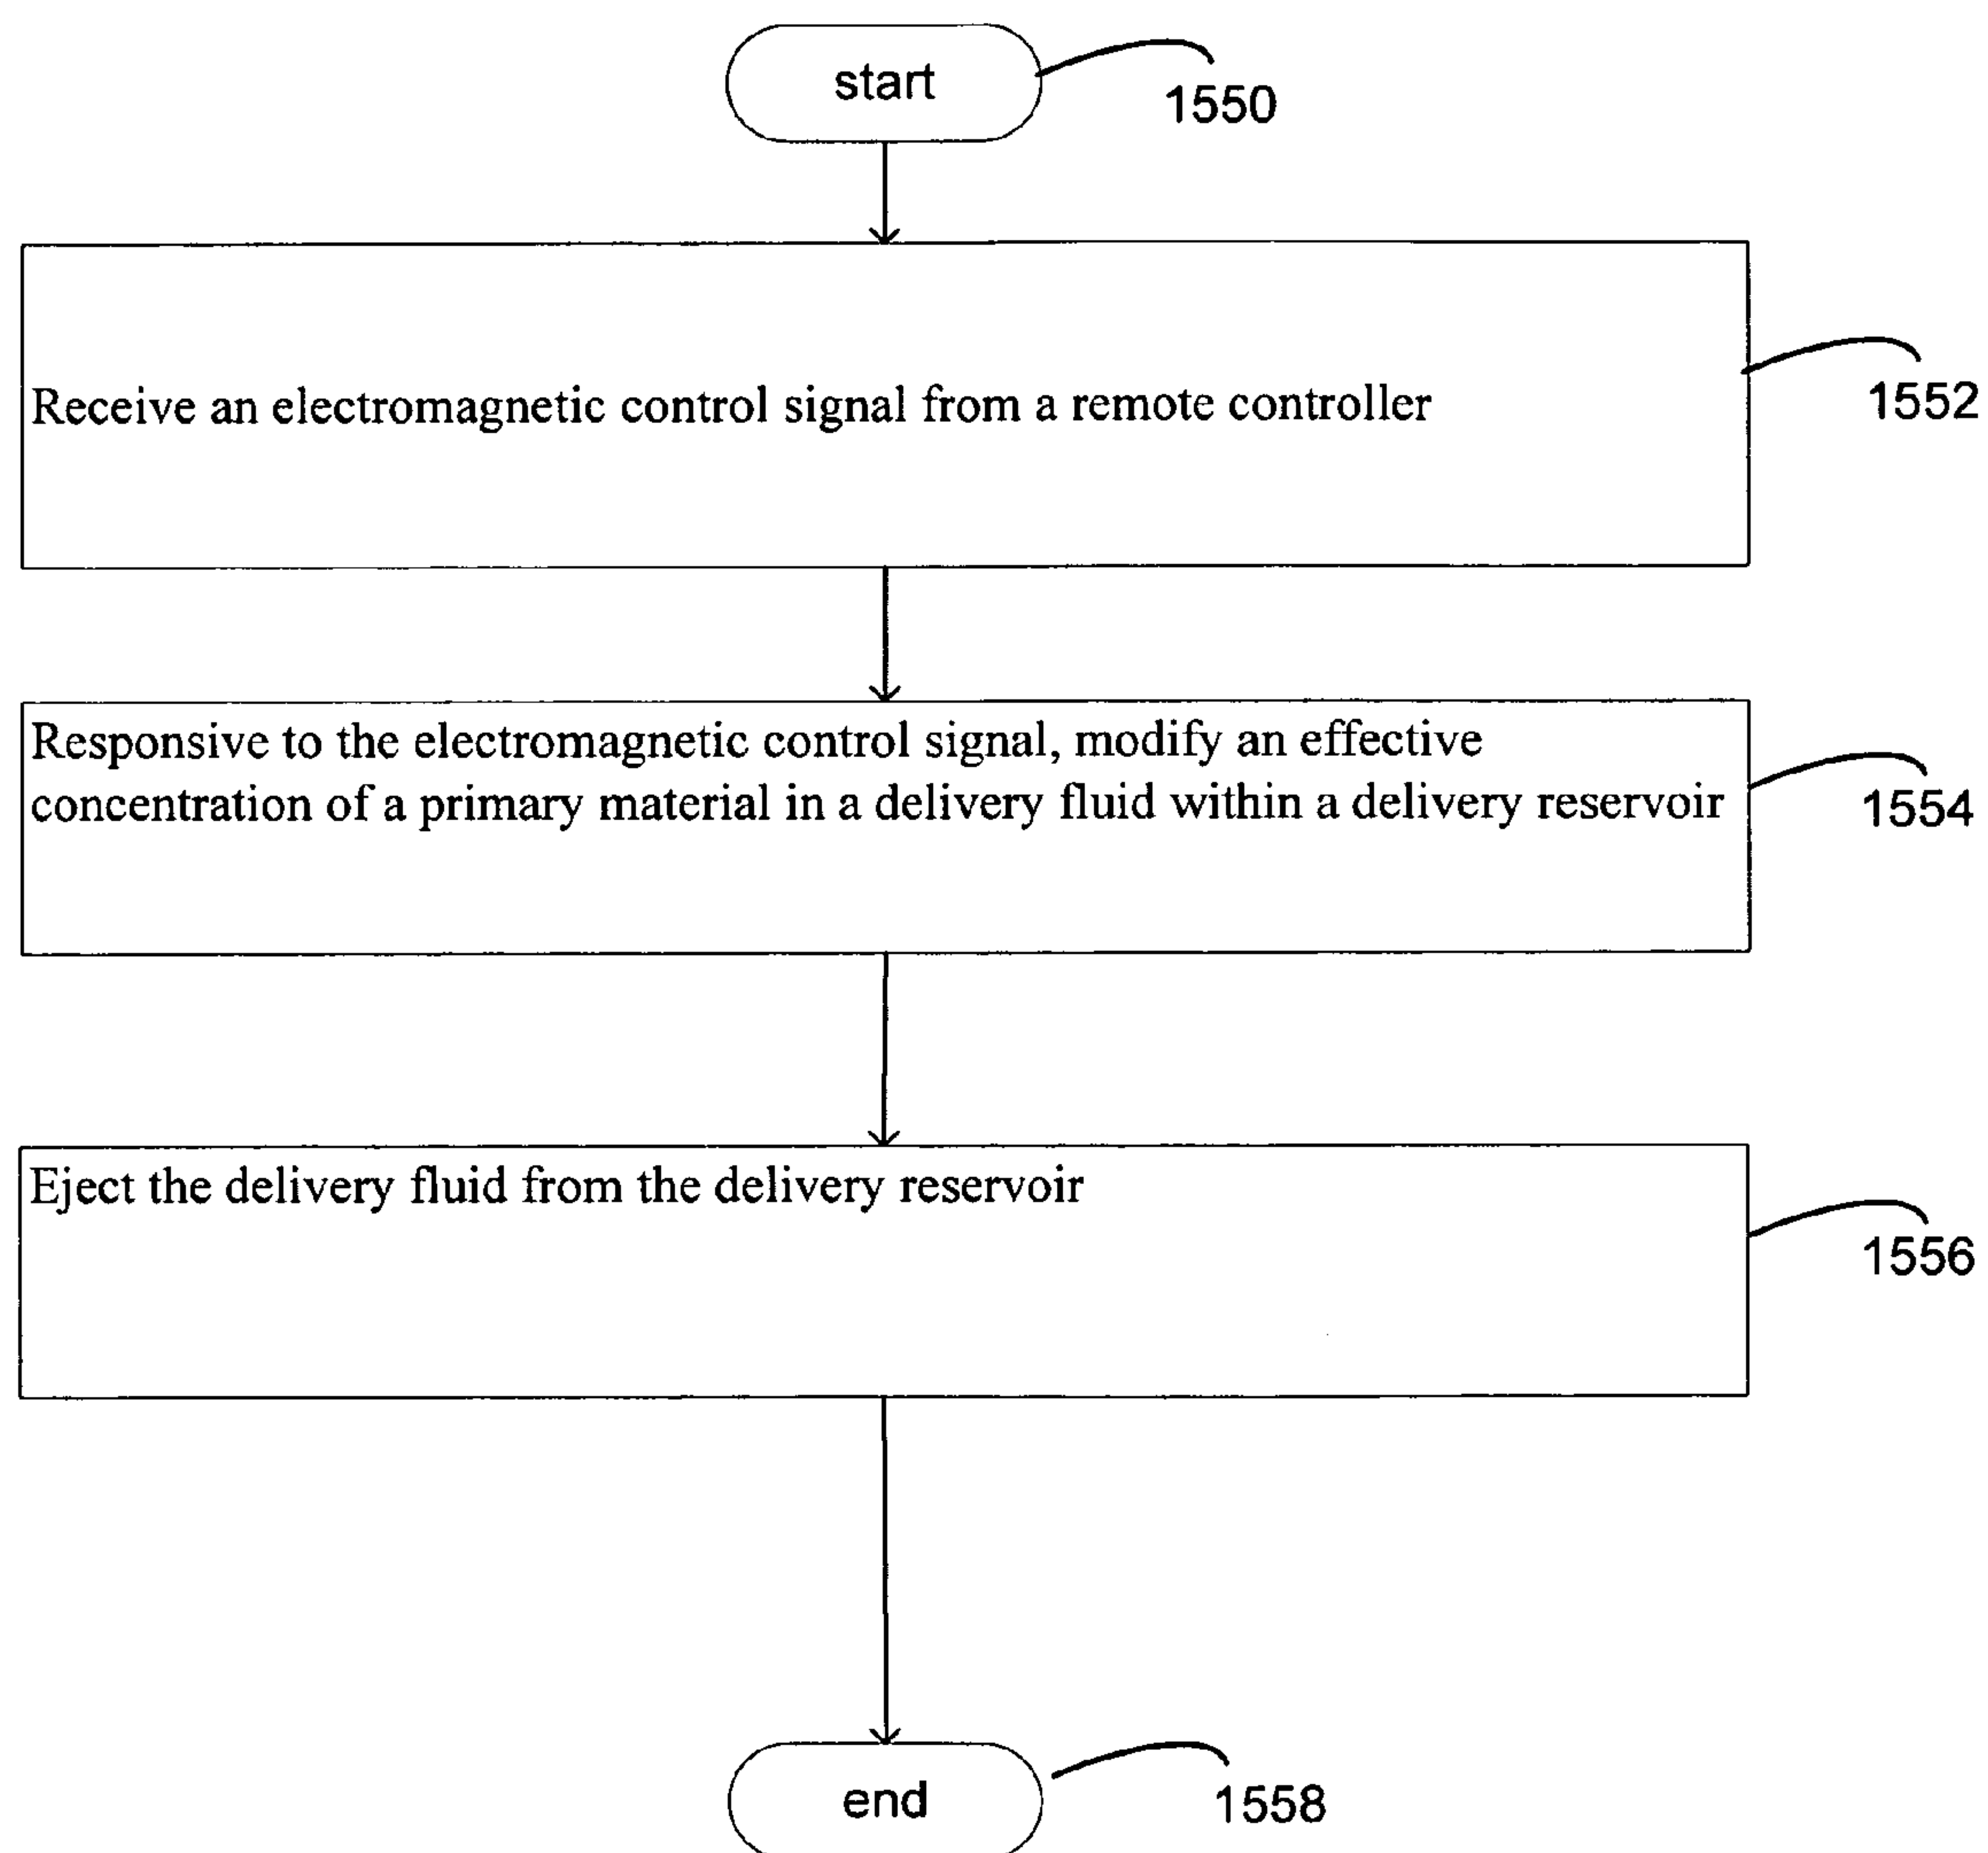 start
1550
Receive an electromagnetic control signal from a remote controller
1552
Responsive to the electromagnetic control signal, modify an effective
concentration of a primary material in a delivery fluid within a delivery reservoir
1554
Eject the delivery fluid from the delivery reservoir
1556
end
1558